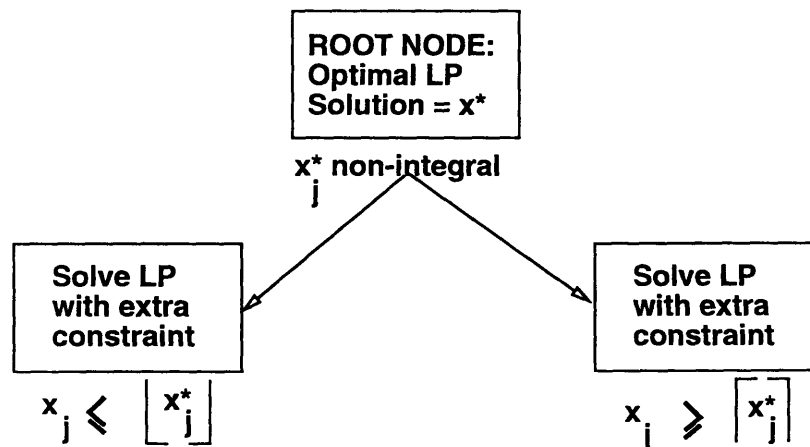 ROOT NODE:
Optimal LP
Solution = x*
x*j non-integral
Solve LP
with extra
constraint
Solve LP
with extra
constraint
xj ⩽ ⌊x*j⌋
xj ⩾ ⌈x*j⌉